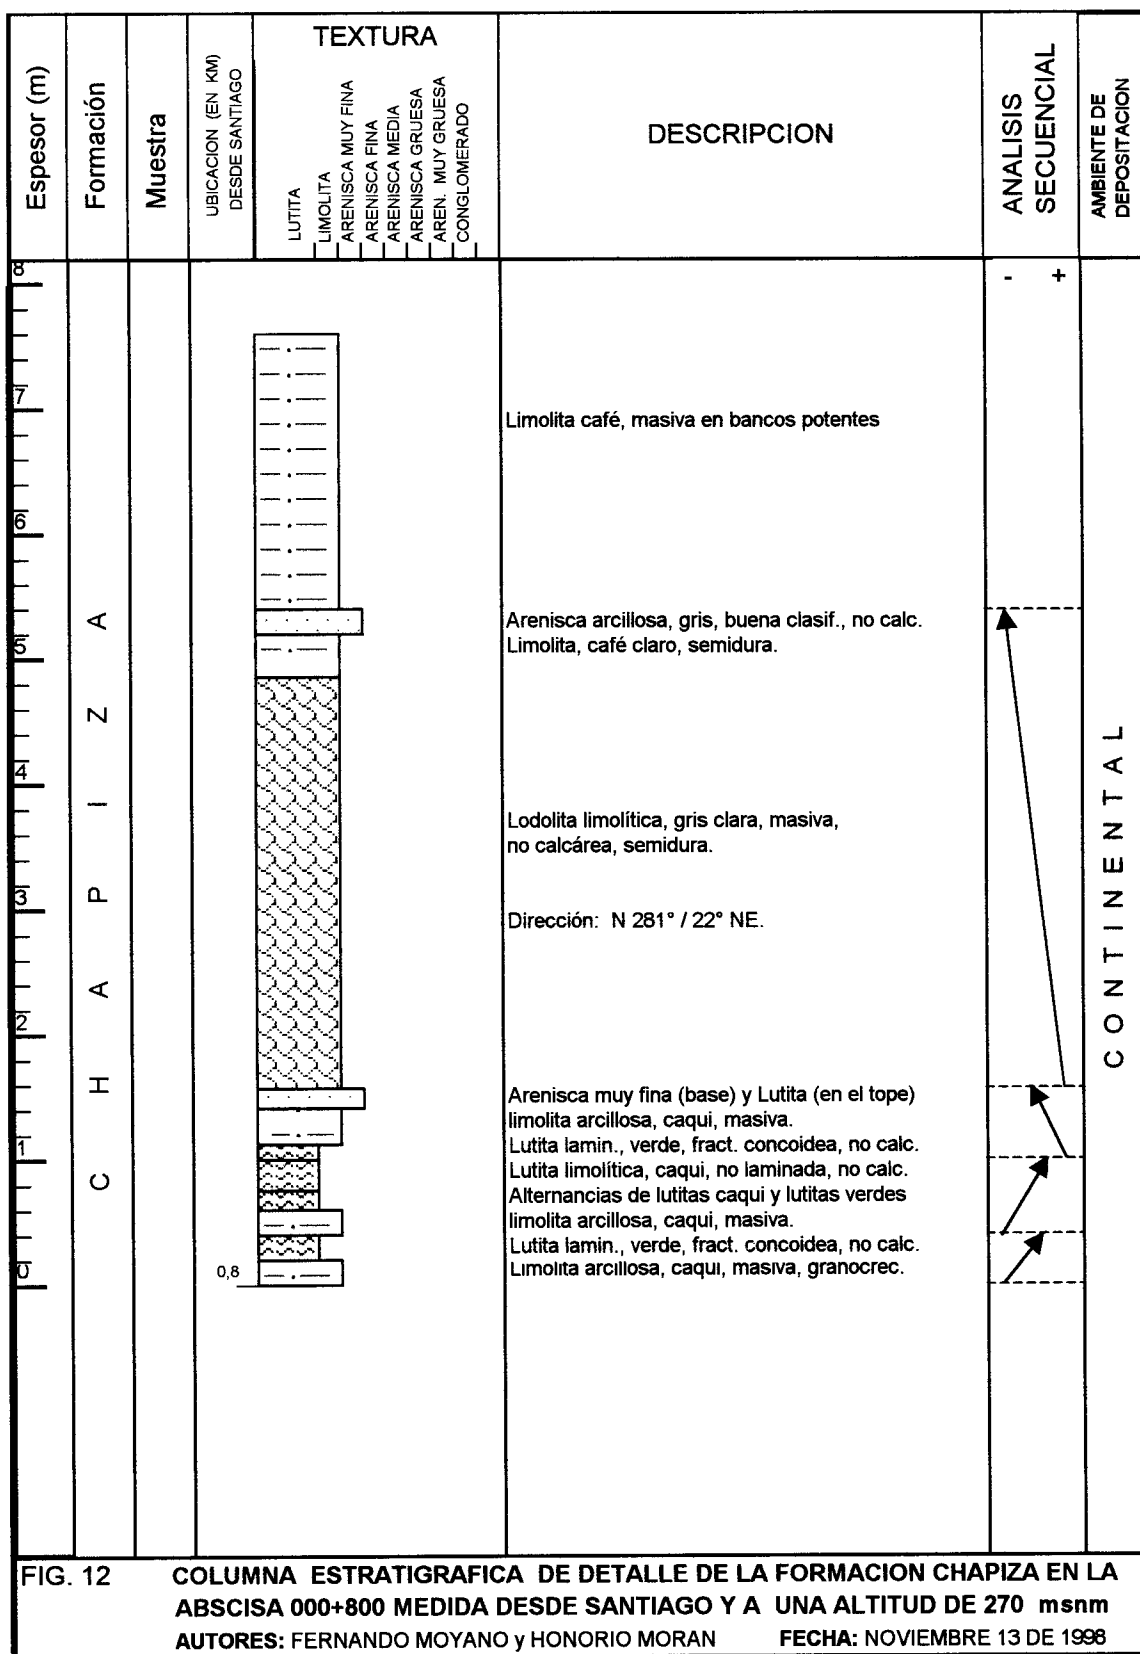 Espesor (m)
Formación
Muestra
UBICACION (EN KM)
DESDE SANTIAGO
TEXTURA
LUTITA
LIMOLITA
ARENISCA MUY FINA
ARENISCA FINA
ARENISCA MEDIA
ARENISCA GRUESA
AREN. MUY GRUESA
CONGLOMERADO
DESCRIPCION
ANALISIS
SECUENCIAL
AMBIENTE DE
DEPOSITACION
- +
8
7
6
5
4
3
2
1
0
CHAPIZA
0,8
Limolita café, masiva en bancos potentes
Arenisca arcillosa, gris, buena clasif., no calc.
Limolita, café claro, semidura.
Lodolita limolítica, gris clara, masiva,
no calcárea, semidura.
Dirección: N 281° / 22° NE.
Arenisca muy fina (base) y Lutita (en el tope)
limolita arcillosa, caqui, masiva.
Lutita lamin., verde, fract. concoidea, no calc.
Lutita limolítica, caqui, no laminada, no calc.
Alternancias de lutitas caqui y lutitas verdes
limolita arcillosa, caqui, masiva.
Lutita lamin., verde, fract. concoidea, no calc.
Limolita arcillosa, caqui, masiva, granocrec.
CONTINENTAL
FIG. 12 COLUMNA ESTRATIGRAFICA DE DETALLE DE LA FORMACION CHAPIZA EN LA
ABSCISA 000+800 MEDIDA DESDE SANTIAGO Y A UNA ALTITUD DE 270 msnm
AUTORES: FERNANDO MOYANO y HONORIO MORAN FECHA: NOVIEMBRE 13 DE 1998